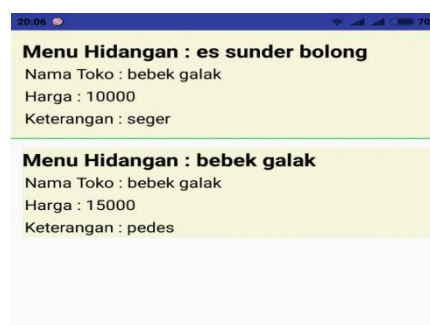 20:06 70
Menu Hidangan : es sunder bolong
Nama Toko : bebek galak
Harga : 10000
Keterangan : seger
Menu Hidangan : bebek galak
Nama Toko : bebek galak
Harga : 15000
Keterangan : pedes